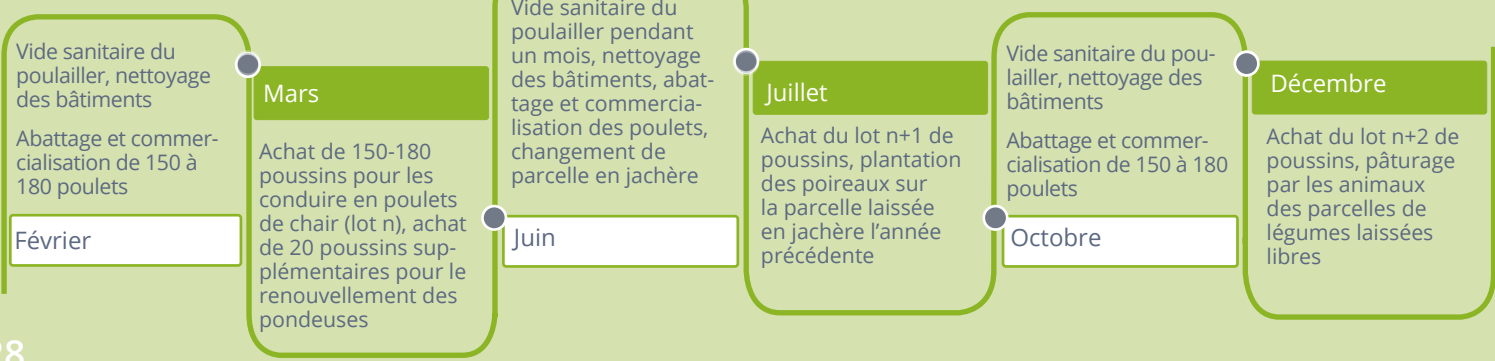 Vide sanitaire du
poulailler, nettoyage
des bâtiments
Abattage et commer-
cialisation de 150 à
180 poulets
Février
Mars
Achat de 150-180
poussins pour les
conduire en poulets
de chair (lot n), achat
de 20 poussins sup-
plémentaires pour le
renouvellement des
pondeuses
Vide sanitaire du
poulailler pendant
un mois, nettoyage
des bâtiments, abat-
tage et commercia-
lisation des poulets,
changement de
parcelle en jachère
Juin
Juillet
Achat du lot n+1 de
poussins, plantation
des poireaux sur
la parcelle laissée
en jachère l’année
précédente
Vide sanitaire du pou-
lailler, nettoyage des
bâtiments
Abattage et commer-
cialisation de 150 à 180
poulets
Octobre
Décembre
Achat du lot n+2 de
poussins, pâturage
par les animaux
des parcelles de
légumes laissées
libres